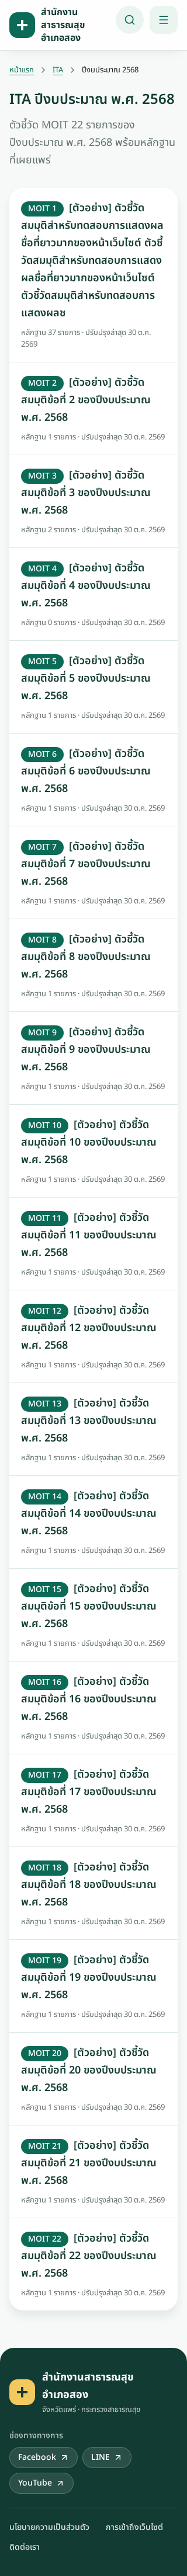 สำนักงาน
สาธารณสุข
อำเภอสอง
หน้าแรก
ITA
ปีงบประมาณ 2568
ITA ปีงบประมาณ พ.ศ. 2568
ตัวชี้วัด MOIT 22 รายการของ
ปีงบประมาณ พ.ศ. 2568 พร้อมหลักฐาน
ที่เผยแพร่
MOIT 1 [ตัวอย่าง] ตัวชี้วัด
สมมุติสำหรับทดสอบการแสดงผล
ชื่อที่ยาวมากของหน้าเว็บไซต์ ตัวชี้
วัดสมมุติสำหรับทดสอบการแสดง
ผลชื่อที่ยาวมากของหน้าเว็บไซต์
ตัวชี้วัดสมมุติสำหรับทดสอบการ
แสดงผลช
หลักฐาน 37 รายการ · ปรับปรุงล่าสุด 30 ต.ค.
2569
MOIT 2 [ตัวอย่าง] ตัวชี้วัด
สมมุติข้อที่ 2 ของปีงบประมาณ
พ.ศ. 2568
หลักฐาน 1 รายการ · ปรับปรุงล่าสุด 30 ต.ค. 2569
MOIT 3 [ตัวอย่าง] ตัวชี้วัด
สมมุติข้อที่ 3 ของปีงบประมาณ
พ.ศ. 2568
หลักฐาน 2 รายการ · ปรับปรุงล่าสุด 30 ต.ค. 2569
MOIT 4 [ตัวอย่าง] ตัวชี้วัด
สมมุติข้อที่ 4 ของปีงบประมาณ
พ.ศ. 2568
หลักฐาน 0 รายการ · ปรับปรุงล่าสุด 30 ต.ค. 2569
MOIT 5 [ตัวอย่าง] ตัวชี้วัด
สมมุติข้อที่ 5 ของปีงบประมาณ
พ.ศ. 2568
หลักฐาน 1 รายการ · ปรับปรุงล่าสุด 30 ต.ค. 2569
MOIT 6 [ตัวอย่าง] ตัวชี้วัด
สมมุติข้อที่ 6 ของปีงบประมาณ
พ.ศ. 2568
หลักฐาน 1 รายการ · ปรับปรุงล่าสุด 30 ต.ค. 2569
MOIT 7 [ตัวอย่าง] ตัวชี้วัด
สมมุติข้อที่ 7 ของปีงบประมาณ
พ.ศ. 2568
หลักฐาน 1 รายการ · ปรับปรุงล่าสุด 30 ต.ค. 2569
MOIT 8 [ตัวอย่าง] ตัวชี้วัด
สมมุติข้อที่ 8 ของปีงบประมาณ
พ.ศ. 2568
หลักฐาน 1 รายการ · ปรับปรุงล่าสุด 30 ต.ค. 2569
MOIT 9 [ตัวอย่าง] ตัวชี้วัด
สมมุติข้อที่ 9 ของปีงบประมาณ
พ.ศ. 2568
หลักฐาน 1 รายการ · ปรับปรุงล่าสุด 30 ต.ค. 2569
MOIT 10 [ตัวอย่าง] ตัวชี้วัด
สมมุติข้อที่ 10 ของปีงบประมาณ
พ.ศ. 2568
หลักฐาน 1 รายการ · ปรับปรุงล่าสุด 30 ต.ค. 2569
MOIT 11 [ตัวอย่าง] ตัวชี้วัด
สมมุติข้อที่ 11 ของปีงบประมาณ
พ.ศ. 2568
หลักฐาน 1 รายการ · ปรับปรุงล่าสุด 30 ต.ค. 2569
MOIT 12 [ตัวอย่าง] ตัวชี้วัด
สมมุติข้อที่ 12 ของปีงบประมาณ
พ.ศ. 2568
หลักฐาน 1 รายการ · ปรับปรุงล่าสุด 30 ต.ค. 2569
MOIT 13 [ตัวอย่าง] ตัวชี้วัด
สมมุติข้อที่ 13 ของปีงบประมาณ
พ.ศ. 2568
หลักฐาน 1 รายการ · ปรับปรุงล่าสุด 30 ต.ค. 2569
MOIT 14 [ตัวอย่าง] ตัวชี้วัด
สมมุติข้อที่ 14 ของปีงบประมาณ
พ.ศ. 2568
หลักฐาน 1 รายการ · ปรับปรุงล่าสุด 30 ต.ค. 2569
MOIT 15 [ตัวอย่าง] ตัวชี้วัด
สมมุติข้อที่ 15 ของปีงบประมาณ
พ.ศ. 2568
หลักฐาน 1 รายการ · ปรับปรุงล่าสุด 30 ต.ค. 2569
MOIT 16 [ตัวอย่าง] ตัวชี้วัด
สมมุติข้อที่ 16 ของปีงบประมาณ
พ.ศ. 2568
หลักฐาน 1 รายการ · ปรับปรุงล่าสุด 30 ต.ค. 2569
MOIT 17 [ตัวอย่าง] ตัวชี้วัด
สมมุติข้อที่ 17 ของปีงบประมาณ
พ.ศ. 2568
หลักฐาน 1 รายการ · ปรับปรุงล่าสุด 30 ต.ค. 2569
MOIT 18 [ตัวอย่าง] ตัวชี้วัด
สมมุติข้อที่ 18 ของปีงบประมาณ
พ.ศ. 2568
หลักฐาน 1 รายการ · ปรับปรุงล่าสุด 30 ต.ค. 2569
MOIT 19 [ตัวอย่าง] ตัวชี้วัด
สมมุติข้อที่ 19 ของปีงบประมาณ
พ.ศ. 2568
หลักฐาน 1 รายการ · ปรับปรุงล่าสุด 30 ต.ค. 2569
MOIT 20 [ตัวอย่าง] ตัวชี้วัด
สมมุติข้อที่ 20 ของปีงบประมาณ
พ.ศ. 2568
หลักฐาน 1 รายการ · ปรับปรุงล่าสุด 30 ต.ค. 2569
MOIT 21 [ตัวอย่าง] ตัวชี้วัด
สมมุติข้อที่ 21 ของปีงบประมาณ
พ.ศ. 2568
หลักฐาน 1 รายการ · ปรับปรุงล่าสุด 30 ต.ค. 2569
MOIT 22 [ตัวอย่าง] ตัวชี้วัด
สมมุติข้อที่ 22 ของปีงบประมาณ
พ.ศ. 2568
หลักฐาน 1 รายการ · ปรับปรุงล่าสุด 30 ต.ค. 2569
สำนักงานสาธารณสุข
อำเภอสอง
จังหวัดแพร่ · กระทรวงสาธารณสุข
ช่องทางทางการ
Facebook
LINE
YouTube
นโยบายความเป็นส่วนตัว
การเข้าถึงเว็บไซต์
ติดต่อเรา